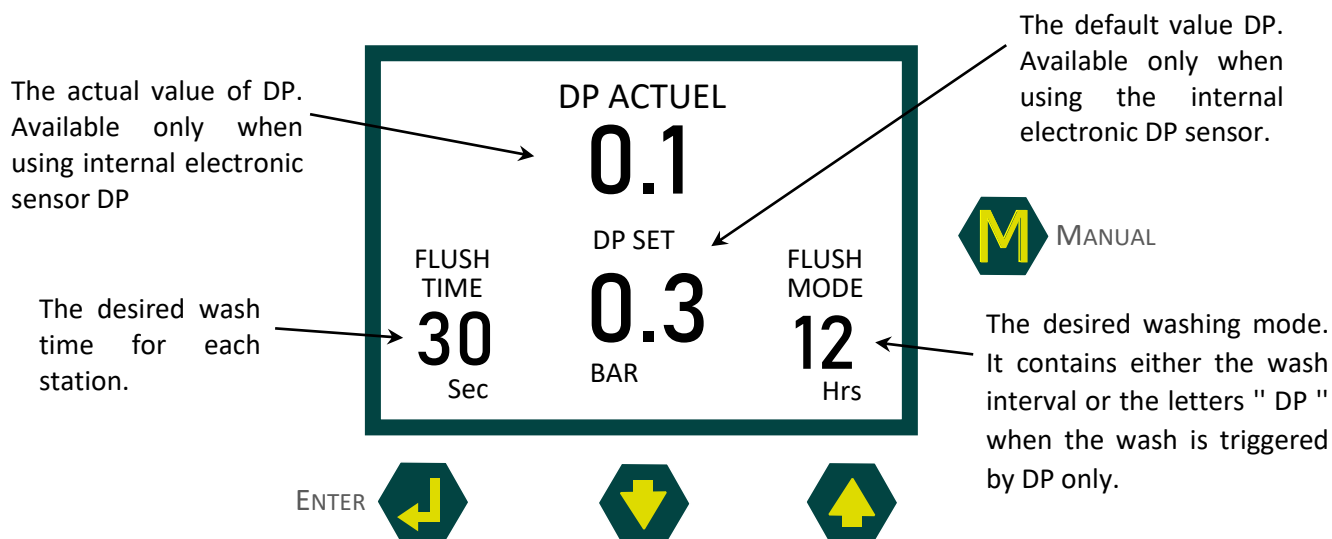 The actual value of DP.
Available only when
using internal electronic
sensor DP
The default value DP.
Available only when
using the internal
electronic DP sensor.
DP ACTUEL
0.1
DP SET
0.3
BAR
FLUSH
TIME
30
Sec
FLUSH
MODE
12
Hrs
M MANUAL
The desired wash
time for each
station.
The desired washing mode.
It contains either the wash
interval or the letters " DP "
when the wash is triggered
by DP only.
ENTER